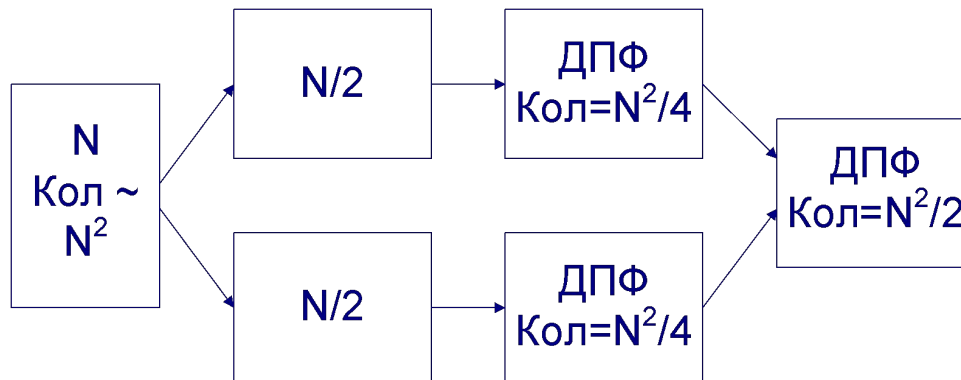 N
Кол ~
N²
N/2
ДПФ
Кол=N²/4
N/2
ДПФ
Кол=N²/4
ДПФ
Кол=N²/2